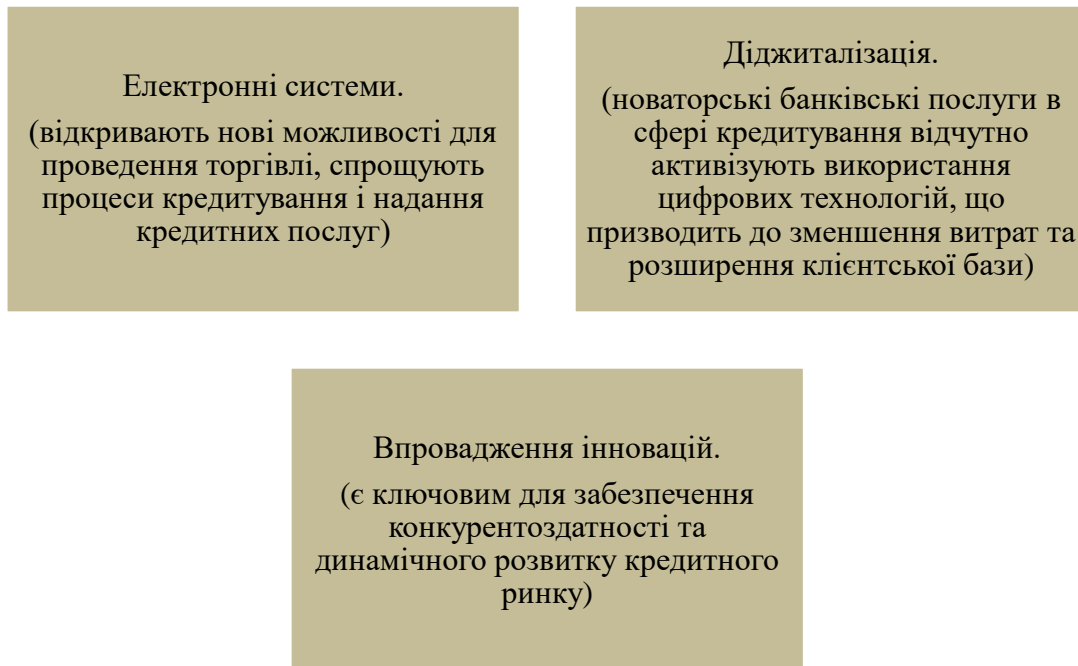 Електронні системи.
(відкривають нові можливості для
проведення торгівлі, спрощують
процеси кредитування і надання
кредитних послуг)
Діджиталізація.
(новаторські банківські послуги в
сфері кредитування відчутно
активізують використання
цифрових технологій, що
призводить до зменшення витрат та
розширення клієнтської бази)
Впровадження інновацій.
(є ключовим для забезпечення
конкурентоздатності та
динамічного розвитку кредитного
ринку)